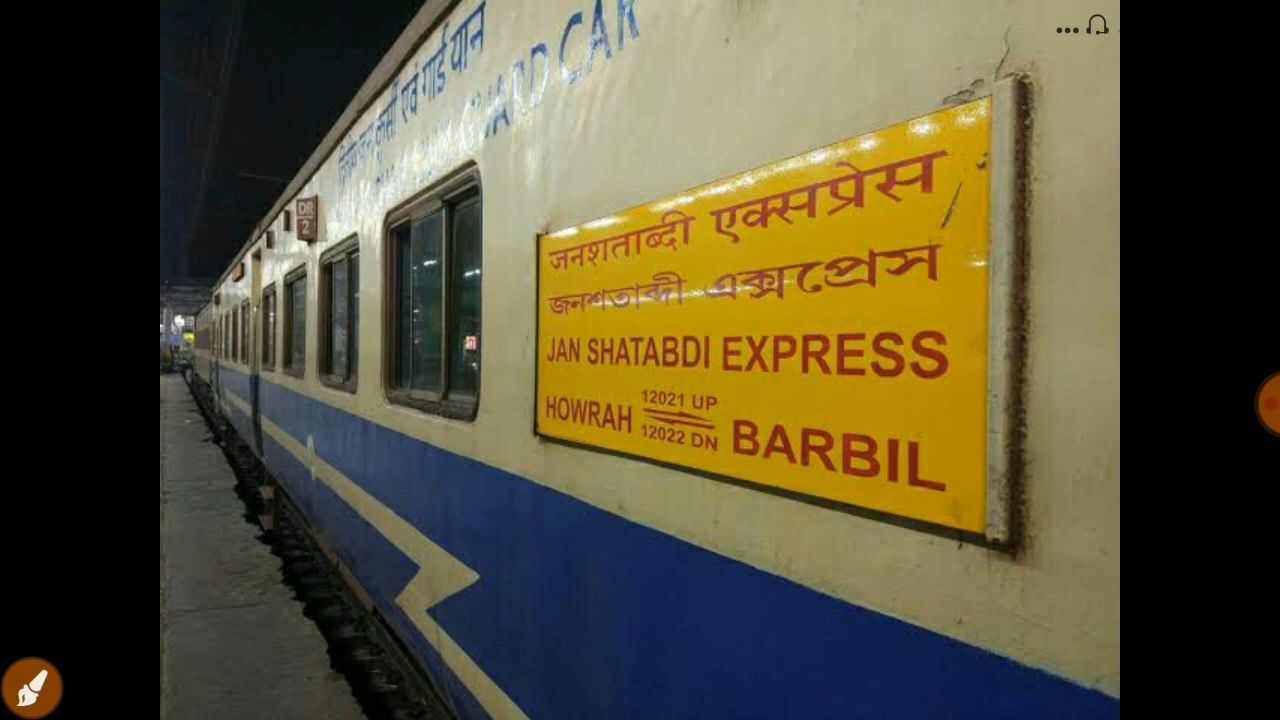 कुर्सी एवं गार्ड यान
GUARD CAR
DR
2
जनशताब्दी एक्सप्रेस
জনশতাব্দী এক্সপ্রেস
JAN SHATABDI EXPRESS
HOWRAH 12021 UP BARBIL
12022 DN